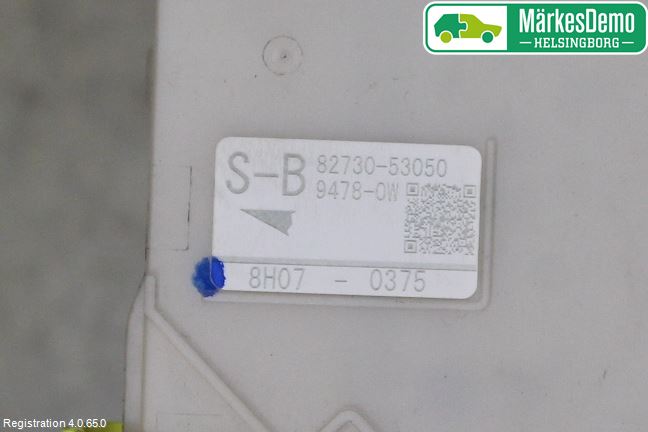 MärkesDemo
HELSINGBORG
S-B 82730-53050
9478-0W
8H07 - 0375
Registration 4.0.65.0